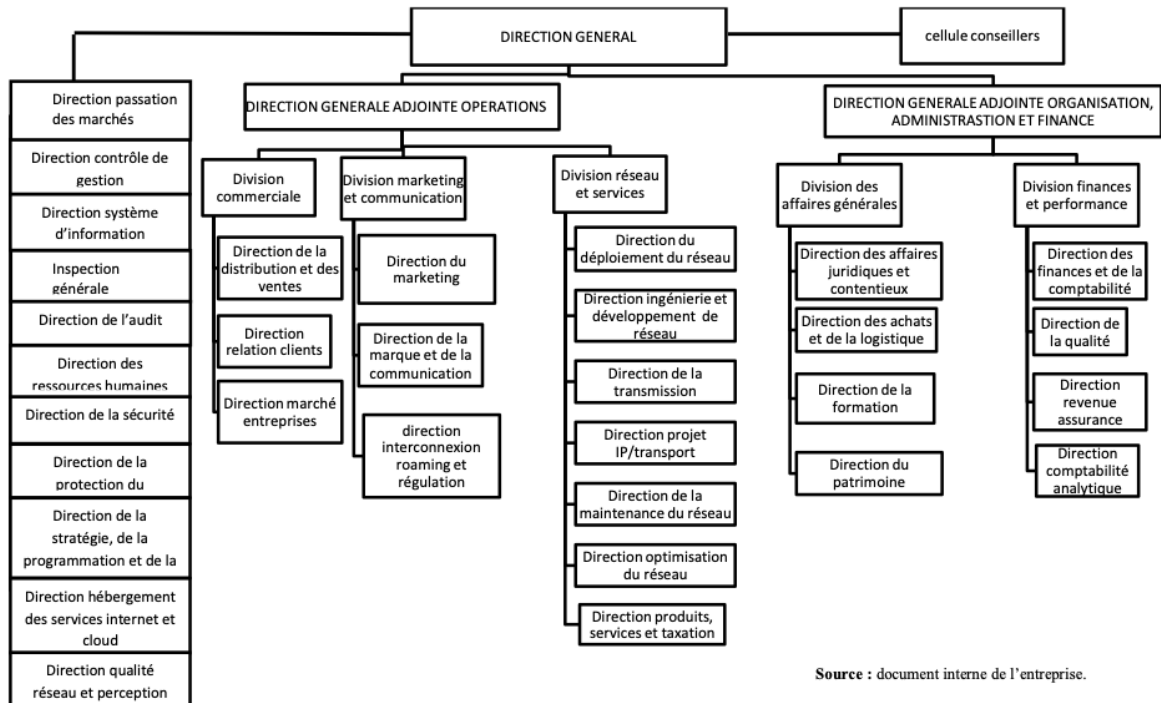 DIRECTION GENERAL
cellule conseillers
Direction passation
des marchés
Direction contrôle de
gestion
Direction système
d'information
Inspection
générale
Direction de l'audit
Direction des
ressources humaines
Direction de la sécurité
Direction de la
protection du
Direction de la
stratégie, de la
programmation et de la
Direction hébergement
des services internet et
cloud
Direction qualité
réseau et perception
DIRECTION GENERALE ADJOINTE OPERATIONS
Division
commerciale
Direction de la
distribution et des
ventes
Direction
relation clients
Direction marché
entreprises
Division marketing
et communication
Direction du
marketing
Direction de la
marque et de la
communication
direction
interconnexion
roaming et
régulation
Division réseau
et services
Direction du
déploiement du réseau
Direction ingénierie et
développement de
réseau
Direction de la
transmission
Direction projet
IP/transport
Direction de la
maintenance du réseau
Direction optimisation
du réseau
Direction produits,
services et taxation
DIRECTION GENERALE ADJOINTE ORGANISATION,
ADMINISTRASTION ET FINANCE
Division des
affaires générales
Direction des affaires
juridiques et
contentieux
Direction des achats
et de la logistique
Direction de la
formation
Direction du
patrimoine
Division finances
et performance
Direction des
finances et de la
comptabilité
Direction de
la qualité
Direction
revenue
assurance
Direction
comptabilité
analytique
Source : document interne de l'entreprise.